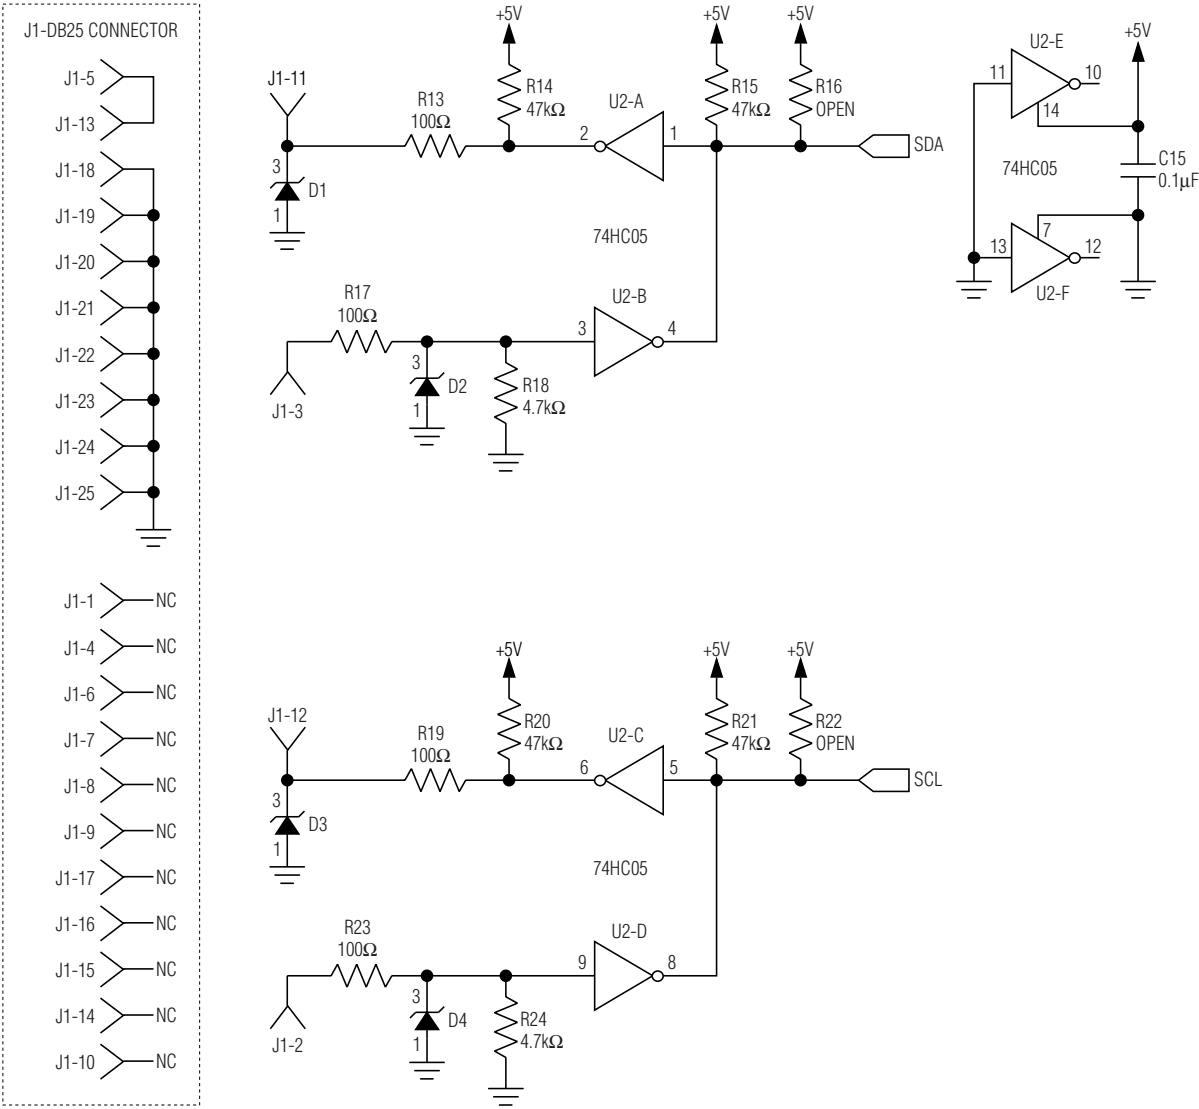 J1-DB25 CONNECTOR
J1-5
J1-13
J1-18
J1-19
J1-20
J1-21
J1-22
J1-23
J1-24
J1-25
J1-1
NC
J1-4
NC
J1-6
NC
J1-7
NC
J1-8
NC
J1-9
NC
J1-17
NC
J1-16
NC
J1-15
NC
J1-14
NC
J1-10
NC
+5V
+5V
+5V
J1-11
R13
100Ω
R14
47kΩ
U2-A
R15
47kΩ
R16
OPEN
2
1
SDA
3
D1
1
74HC05
R17
100Ω
U2-B
3
4
3
D2
1
R18
4.7kΩ
J1-3
U2-E
+5V
11
10
14
74HC05
C15
0.1µF
7
13
12
U2-F
+5V
+5V
+5V
J1-12
R19
100Ω
R20
47kΩ
U2-C
R21
47kΩ
R22
OPEN
6
5
SCL
3
D3
1
74HC05
R23
100Ω
U2-D
9
8
3
D4
1
R24
4.7kΩ
J1-2